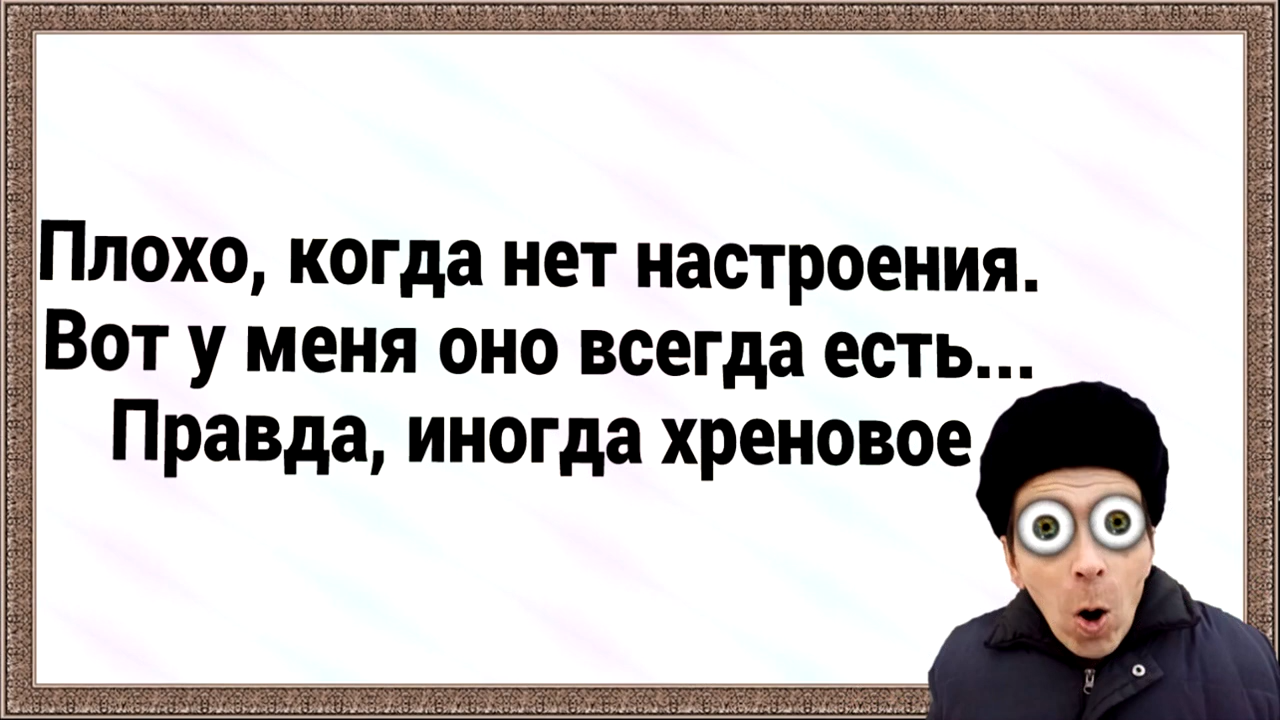 Плохо, когда нет настроения.
Вот у меня оно всегда есть...
Правда, иногда хреновое